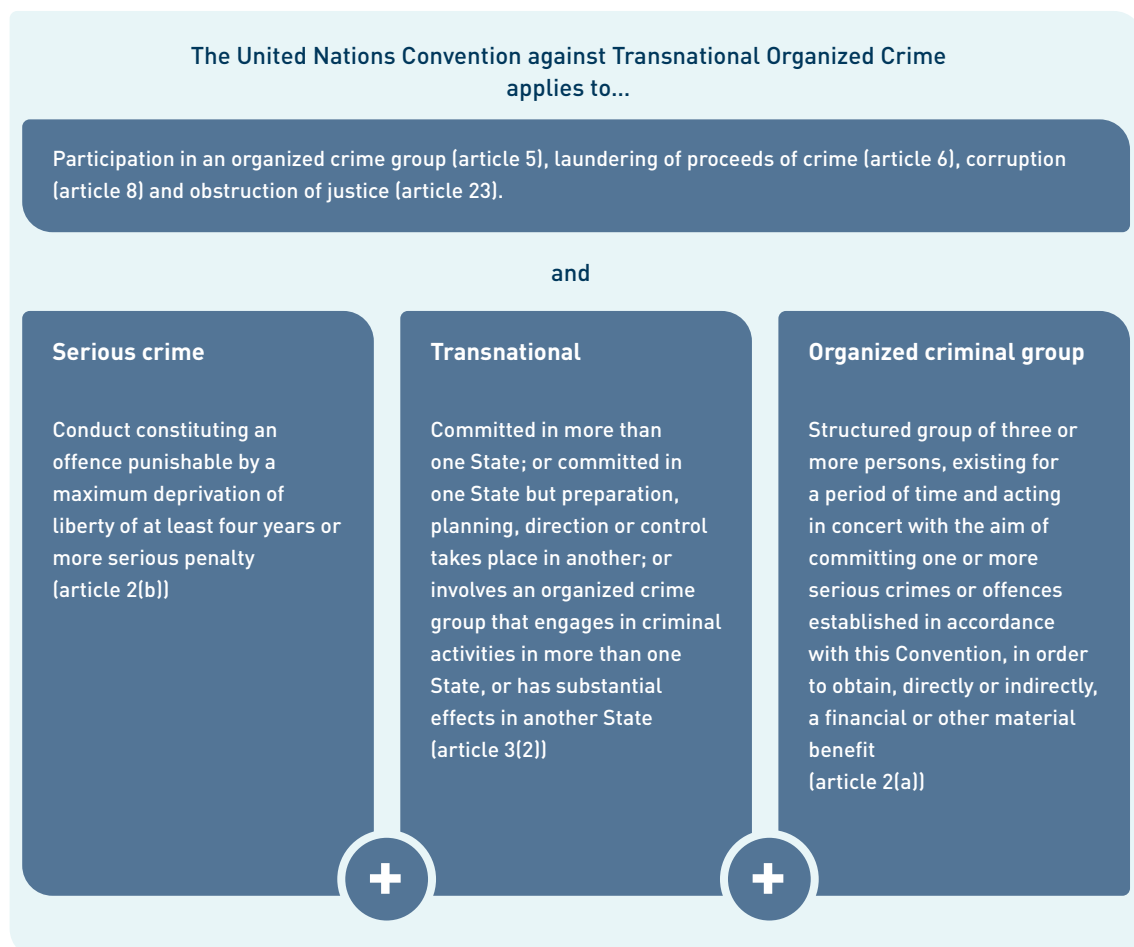 The United Nations Convention against Transnational Organized Crime
applies to...
Participation in an organized crime group (article 5), laundering of proceeds of crime (article 6), corruption
(article 8) and obstruction of justice (article 23).
and
Serious crime
Conduct constituting an
offence punishable by a
maximum deprivation of
liberty of at least four years or
more serious penalty
(article 2(b))
Transnational
Committed in more than
one State; or committed in
one State but preparation,
planning, direction or control
takes place in another; or
involves an organized crime
group that engages in criminal
activities in more than one
State, or has substantial
effects in another State
(article 3(2))
Organized criminal group
Structured group of three or
more persons, existing for
a period of time and acting
in concert with the aim of
committing one or more
serious crimes or offences
established in accordance
with this Convention, in order
to obtain, directly or indirectly,
a financial or other material
benefit
(article 2(a))
+
+